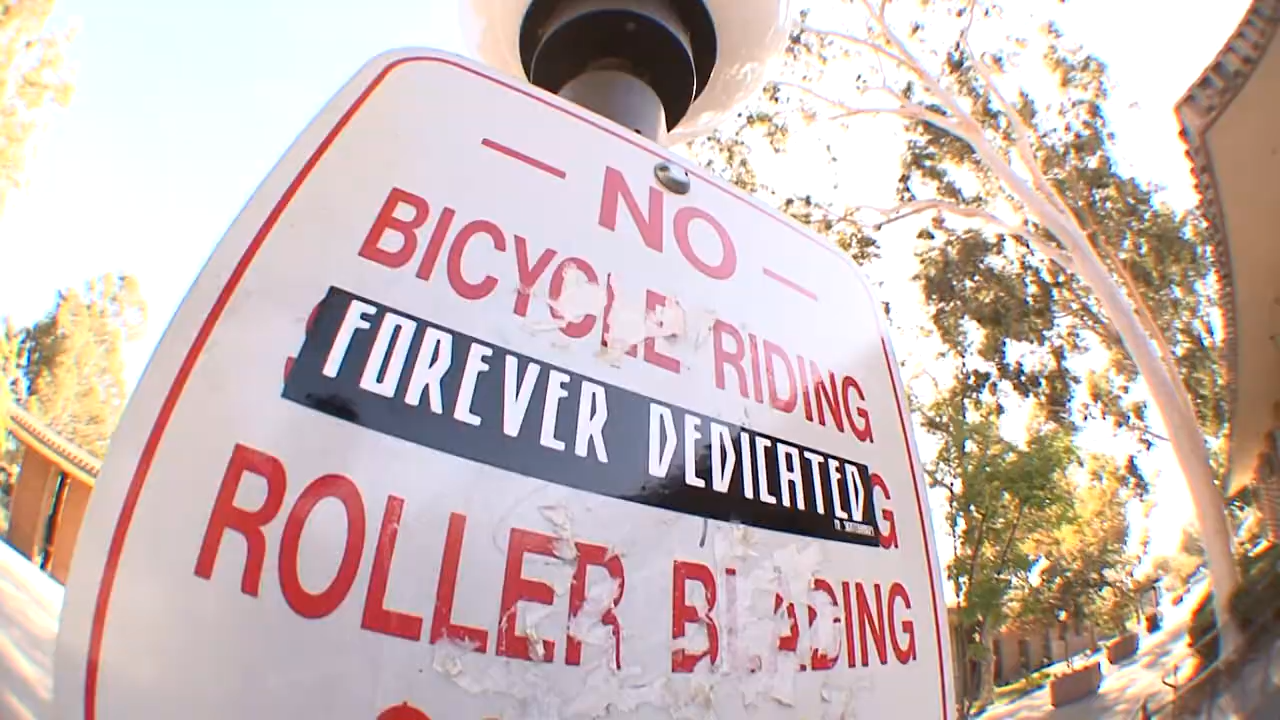 — NO —
BICYCLE RIDING
FOREVER DEDICATED
G
ROLLER BLADING